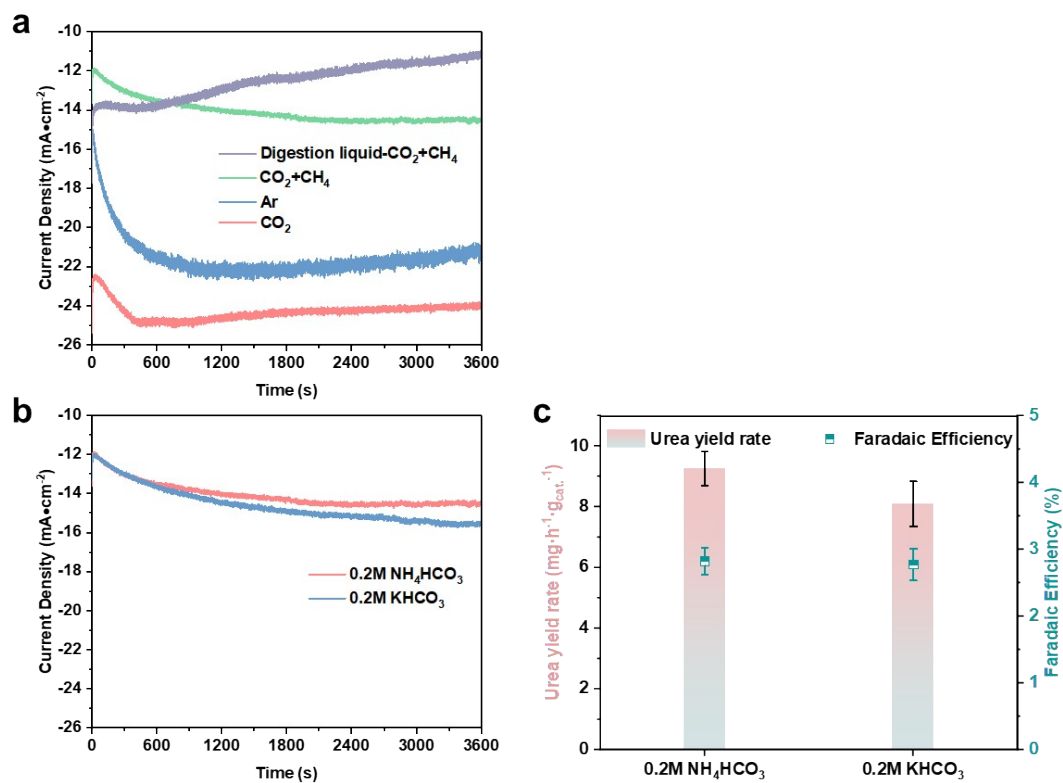 a
-10
-12
-14
-16
-18
-20
-22
-24
-26
Current Density (mA•cm⁻²)
Digestion liquid-CO₂+CH₄
CO₂+CH₄
Ar
CO₂
0 600 1200 1800 2400 3000 3600
Time (s)
b
-10
-12
-14
-16
-18
-20
-22
-24
-26
Current Density (mA•cm⁻²)
0.2M NH₄HCO₃
0.2M KHCO₃
0 600 1200 1800 2400 3000 3600
Time (s)
c
Urea yield rate Faradaic Efficiency
10
8
6
4
2
0
Urea yield rate (mg·h⁻¹·g_cat.⁻¹)
5
4
3
2
1
0
Faradaic Efficiency (%)
0.2M NH₄HCO₃ 0.2M KHCO₃